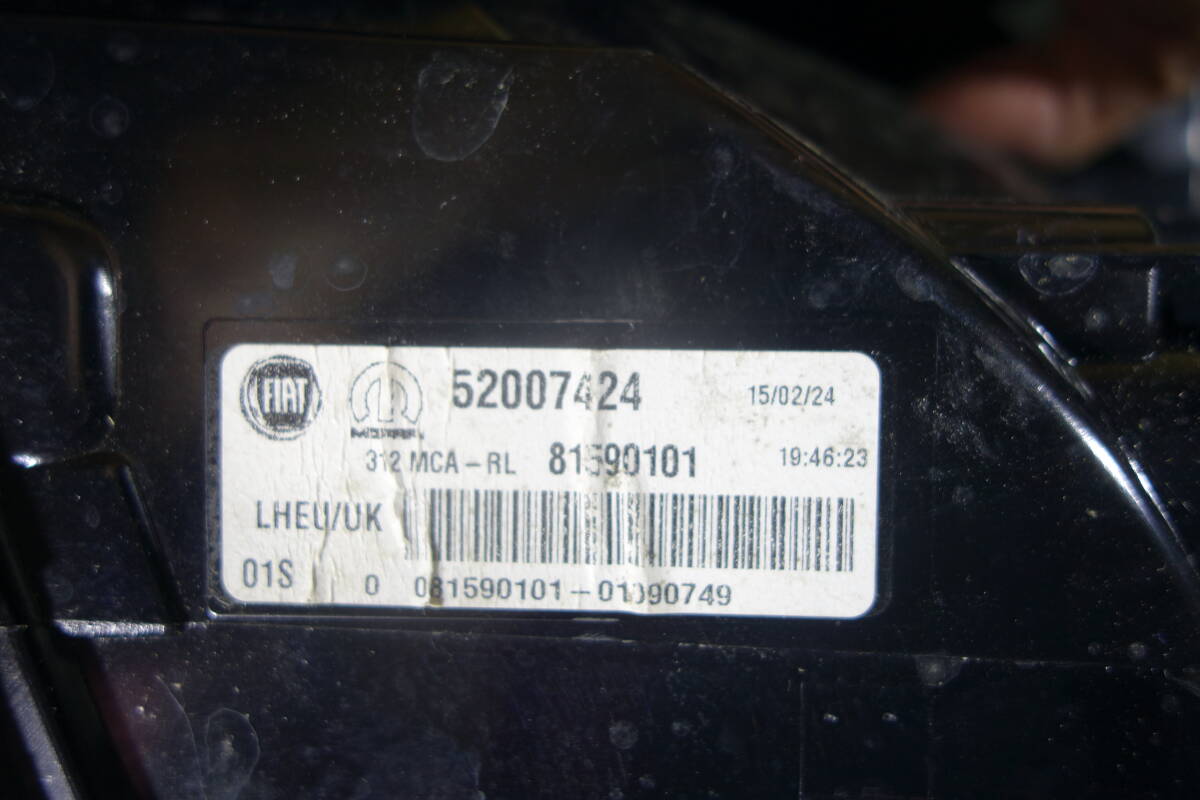 FIAT MOPAR 52007424 15/02/24
312 MCA-RL 81590101 19:46:23
LHEU/UK
01S 0 081590101-01090749